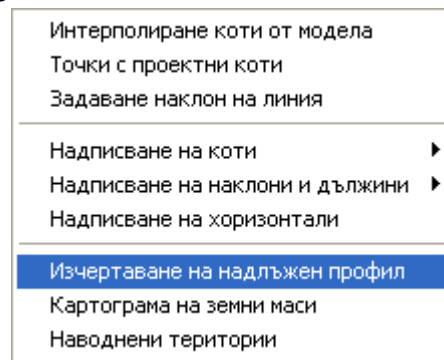 Интерполиране коти от модела
Точки с проектни коти
Задаване наклон на линия
Надписване на коти
Надписване на наклони и дължини
Надписване на хоризонтали
Изчертаване на надлъжен профил
Картограма на земни маси
Наводнени територии